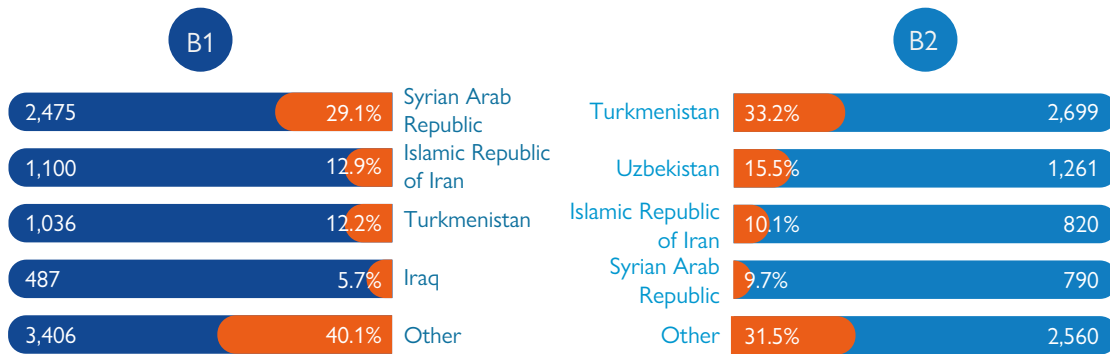 B1
2,475 29.1% Syrian Arab
Republic
1,100 12.9% Islamic Republic
of Iran
1,036 12.2% Turkmenistan
487 5.7% Iraq
3,406 40.1% Other
B2
Turkmenistan 33.2% 2,699
Uzbekistan 15.5% 1,261
Islamic Republic
of Iran 10.1% 820
Syrian Arab
Republic 9.7% 790
Other 31.5% 2,560